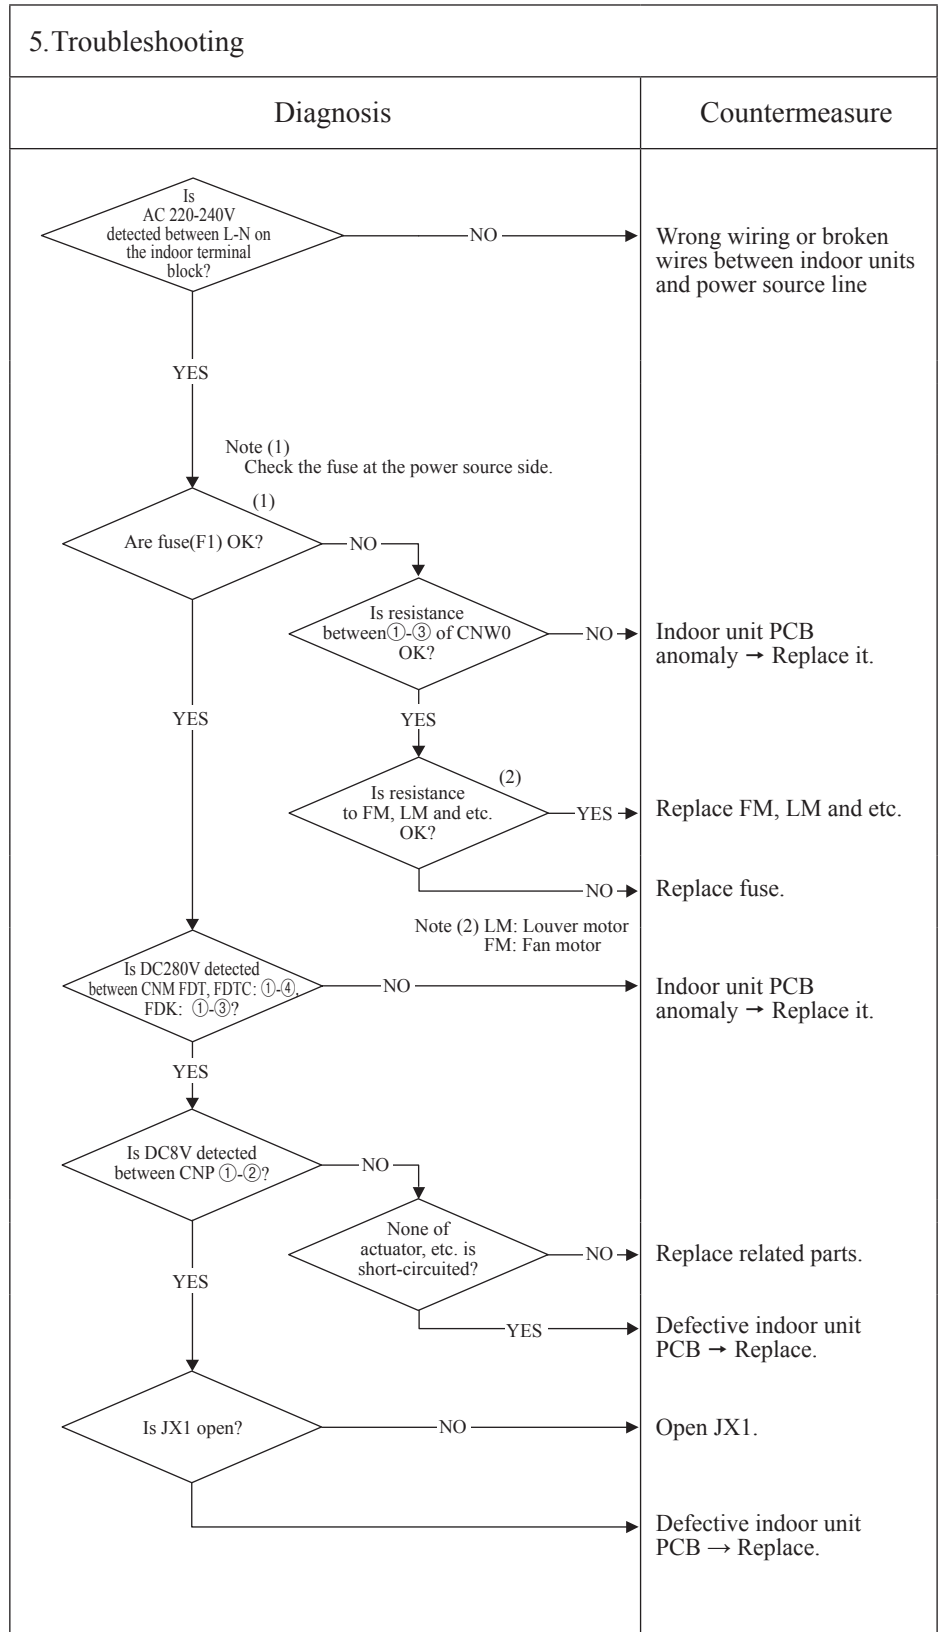 5.Troubleshooting
Diagnosis
Countermeasure
Is
AC 220-240V
detected between L-N on
the indoor terminal
block?
NO
Wrong wiring or broken
wires between indoor units
and power source line
YES
Note (1)
Check the fuse at the power source side.
(1)
Are fuse(F1) OK?
NO
Is resistance
between①-③ of CNW0
OK?
NO
Indoor unit PCB
anomaly → Replace it.
YES
YES
(2)
Is resistance
to FM, LM and etc.
OK?
YES
Replace FM, LM and etc.
NO
Replace fuse.
Note (2) LM: Louver motor
FM: Fan motor
Is DC280V detected
between CNM FDT, FDTC: ①-④,
FDK: ①-③?
NO
Indoor unit PCB
anomaly → Replace it.
YES
Is DC8V detected
between CNP ①-②?
NO
None of
actuator, etc. is
short-circuited?
NO
Replace related parts.
YES
YES
Defective indoor unit
PCB → Replace.
Is JX1 open?
NO
Open JX1.
Defective indoor unit
PCB → Replace.